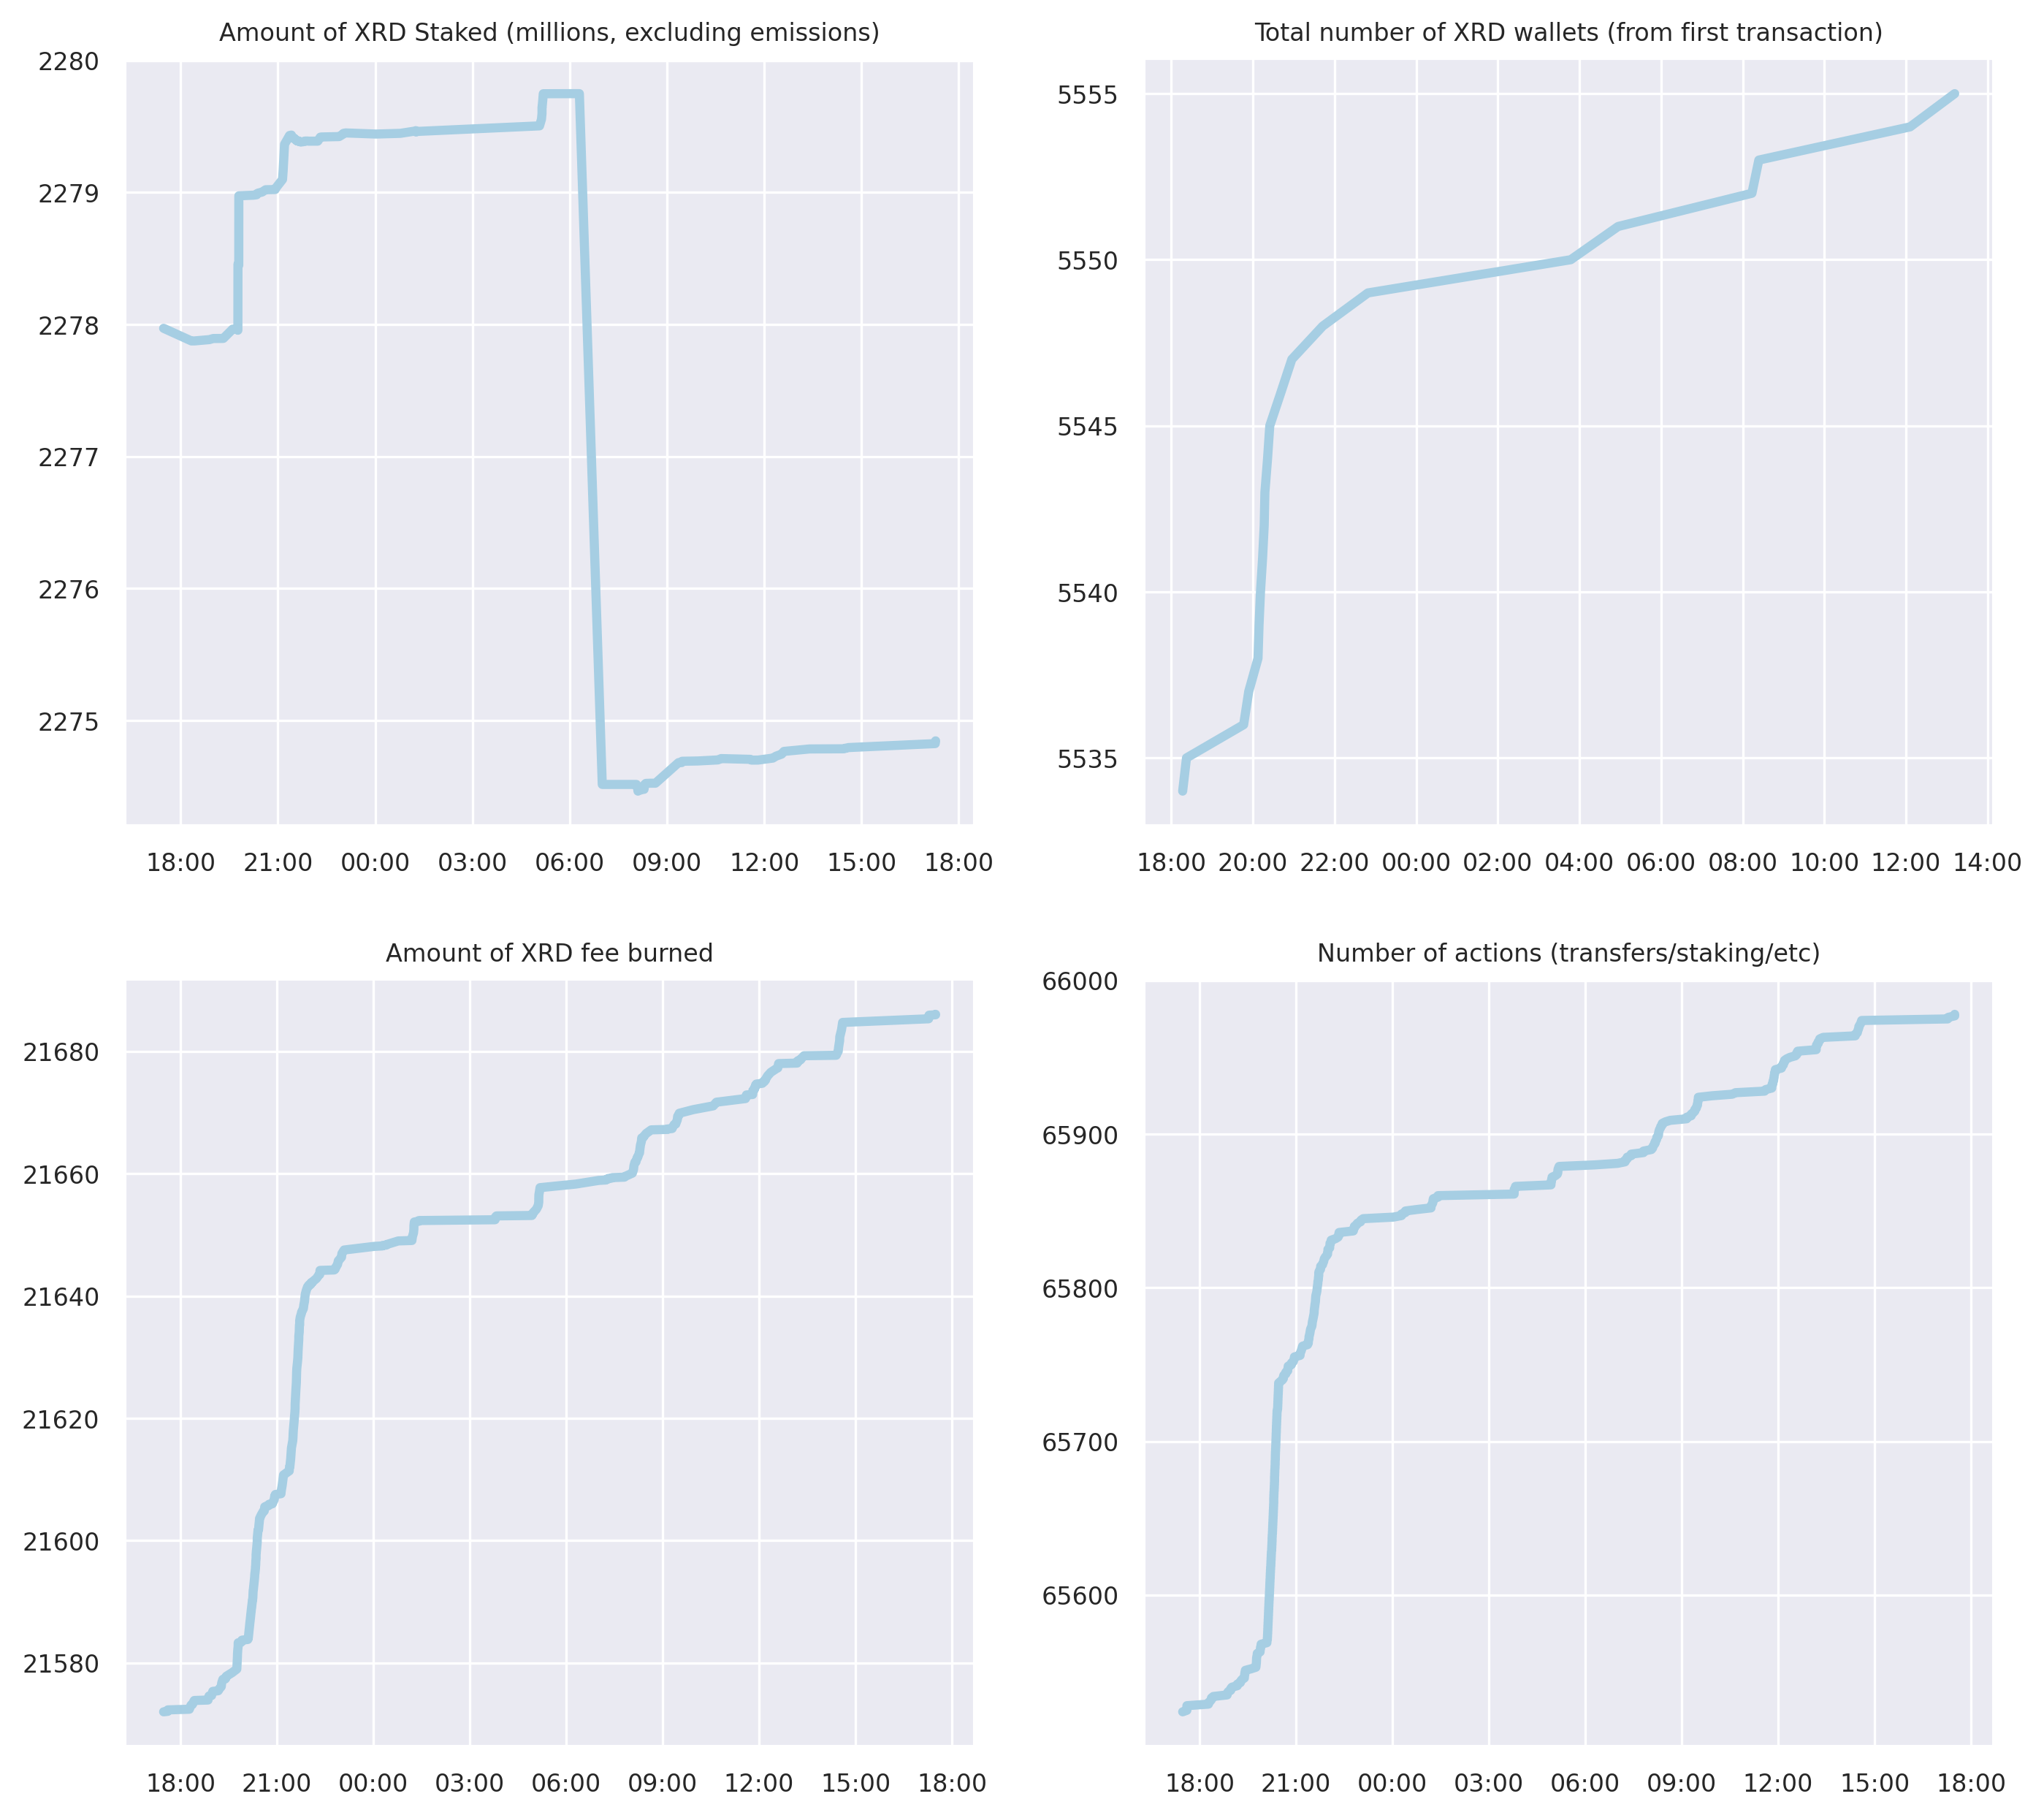 Amount of XRD Staked (millions, excluding emissions)
2280
2279
2278
2277
2276
2275
18:00 21:00 00:00 03:00 06:00 09:00 12:00 15:00 18:00
Total number of XRD wallets (from first transaction)
5555
5550
5545
5540
5535
18:00 20:00 22:00 00:00 02:00 04:00 06:00 08:00 10:00 12:00 14:00
Amount of XRD fee burned
21680
21660
21640
21620
21600
21580
18:00 21:00 00:00 03:00 06:00 09:00 12:00 15:00 18:00
Number of actions (transfers/staking/etc)
66000
65900
65800
65700
65600
18:00 21:00 00:00 03:00 06:00 09:00 12:00 15:00 18:00